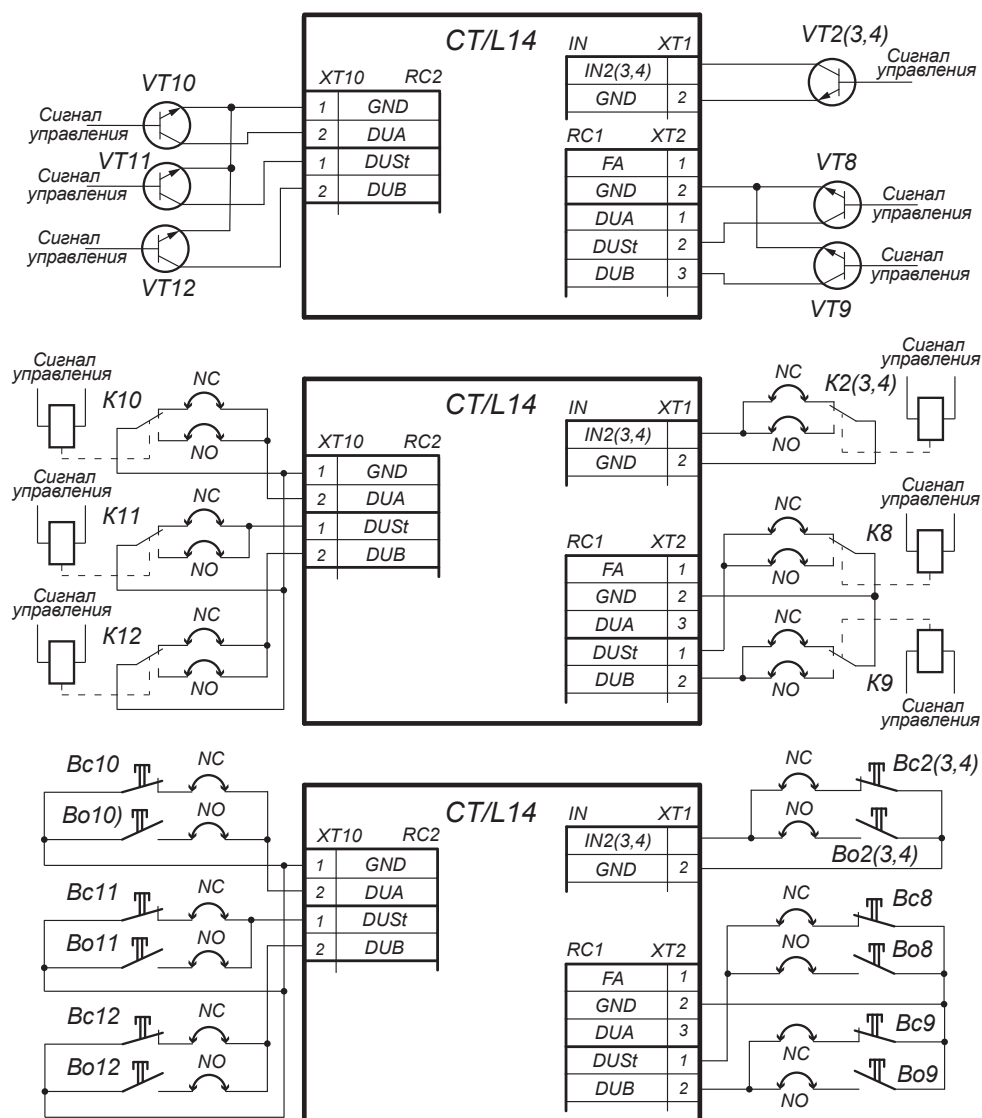 CT/L14
IN XT1
VT2(3,4)
Сигнал
управления
XT10 RC2
IN2(3,4)
VT10
1 GND
GND 2
Сигнал
управления
2 DUA
RC1 XT2
VT11
1 DUSt
FA 1
VT8
Сигнал
управления
2 DUB
GND 2
Сигнал
управления
DUA 1
Сигнал
управления
DUSt 2
Сигнал
управления
DUB 3
VT12
VT9
Сигнал
управления
NC
K10
NO
CT/L14
IN XT1
NC
K2(3,4)
Сигнал
управления
XT10 RC2
IN2(3,4)
NO
1 GND
GND 2
2 DUA
Сигнал
управления
K11
NC
1 DUSt
NC
K8
Сигнал
управления
NO
2 DUB
RC1 XT2
NO
FA 1
Сигнал
управления
K12
NC
GND 2
DUA 3
NC
NO
DUSt 1
DUB 2
NO
K9
Сигнал
управления
Bc10
NC
Bo10)
NO
CT/L14
IN XT1
NC
Bc2(3,4)
XT10 RC2
IN2(3,4)
NO
Bo2(3,4)
1 GND
GND 2
2 DUA
Bc11
NC
1 DUSt
NC
Bc8
Bo11
NO
2 DUB
RC1 XT2
NO
Bo8
FA 1
GND 2
Bc12
NC
DUA 3
Bc9
NC
Bo12
NO
DUSt 1
Bo9
DUB 2
NO